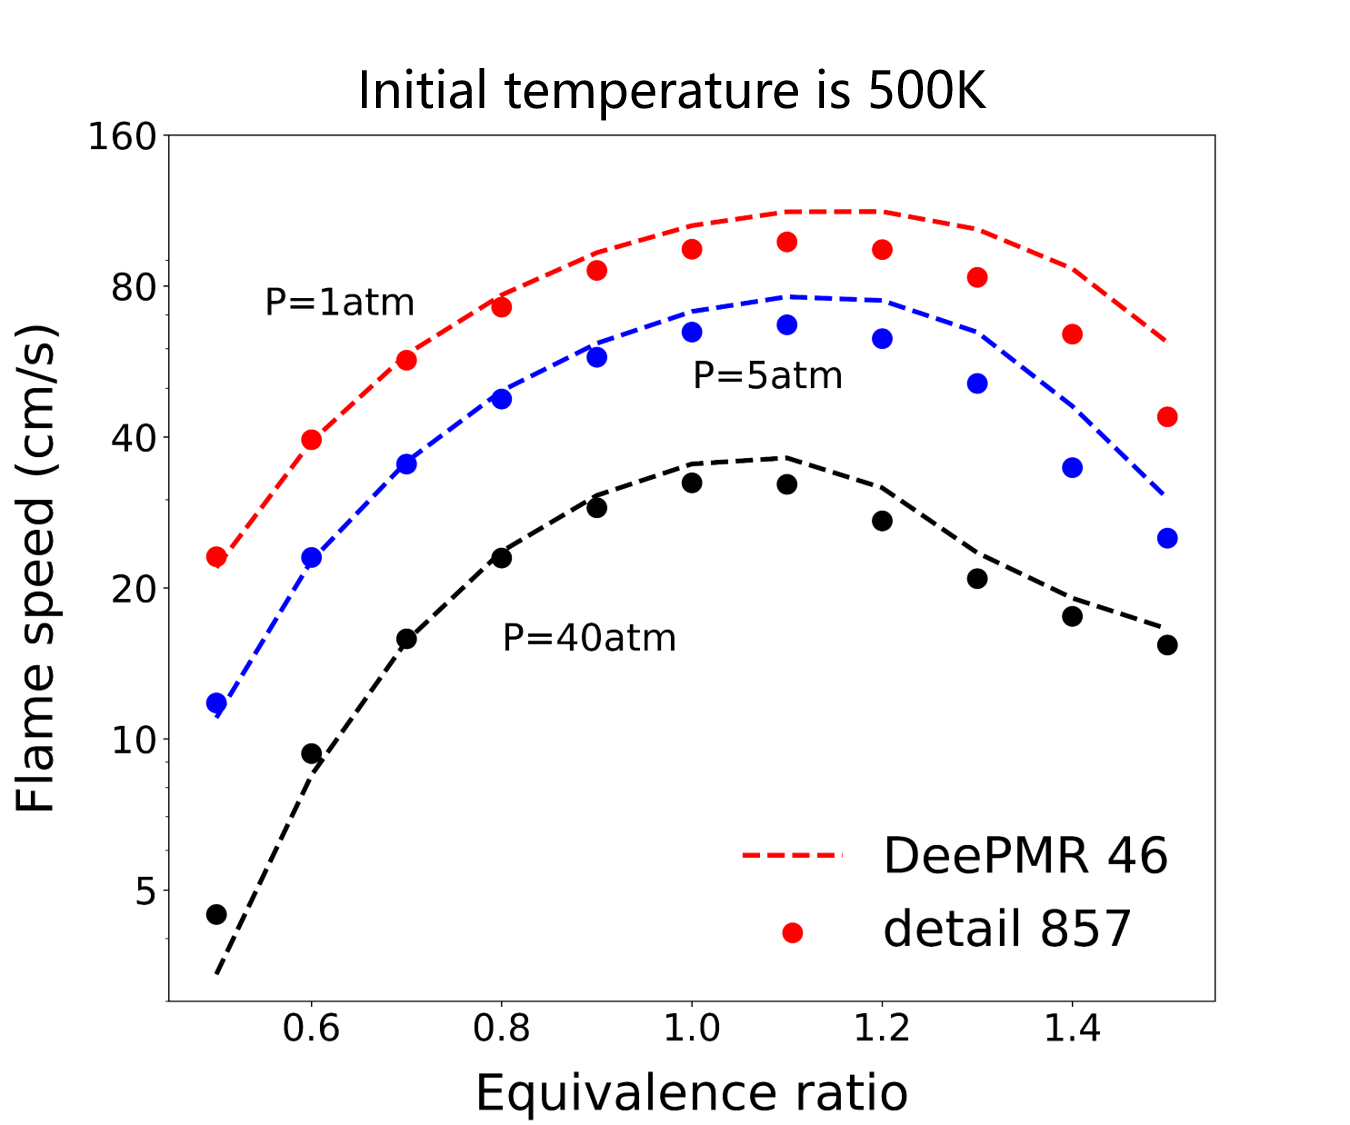 Initial temperature is 500K
160
80
40
20
10
5
Flame speed (cm/s)
P=1atm
P=5atm
P=40atm
DeePMR 46
detail 857
0.6 0.8 1.0 1.2 1.4
Equivalence ratio